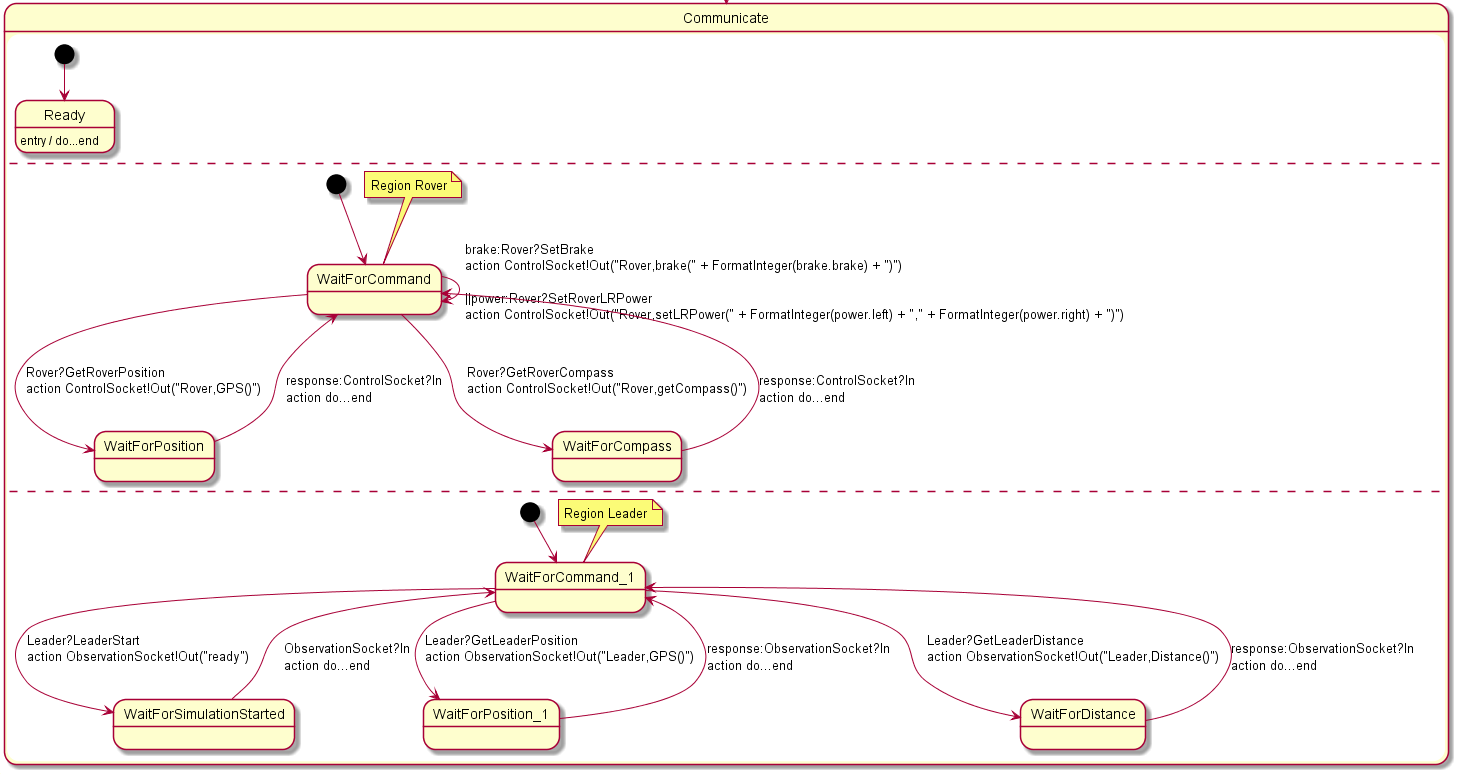 Communicate
Ready
entry / do...end
Region Rover
brake:Rover?SetBrake
action ControlSocket!Out("Rover,brake(" + FormatInteger(brake.brake) + ")")
WaitForCommand
||power:Rover?SetRoverLRPower
action ControlSocket!Out("Rover,setLRPower(" + FormatInteger(power.left) + "," + FormatInteger(power.right) + ")")
Rover?GetRoverPosition
action ControlSocket!Out("Rover,GPS()")
response:ControlSocket?In
action do...end
Rover?GetRoverCompass
action ControlSocket!Out("Rover,getCompass()")
response:ControlSocket?In
action do...end
WaitForPosition
WaitForCompass
Region Leader
WaitForCommand_1
Leader?LeaderStart
action ObservationSocket!Out("ready")
ObservationSocket?In
action do...end
Leader?GetLeaderPosition
action ObservationSocket!Out("Leader,GPS()")
response:ObservationSocket?In
action do...end
Leader?GetLeaderDistance
action ObservationSocket!Out("Leader,Distance()")
response:ObservationSocket?In
action do...end
WaitForSimulationStarted
WaitForPosition_1
WaitForDistance